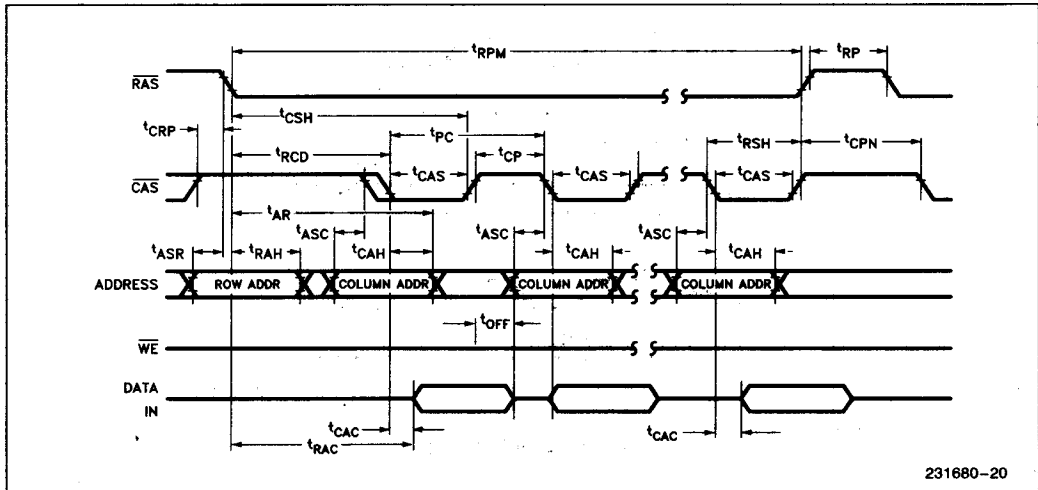 tRPM tRP
RAS
tCSH
tCRP tPC tRSH tCPN
tRCD tCP
CAS tCAS tCAS tCAS
tAR
tASC tASC tASC
tASR tRAH tCAH tCAH tCAH
ADDRESS ROW ADDR COLUMN ADDR COLUMN ADDR COLUMN ADDR
tOFF
WE
DATA
IN
tCAC tCAC
tRAC
231680-20